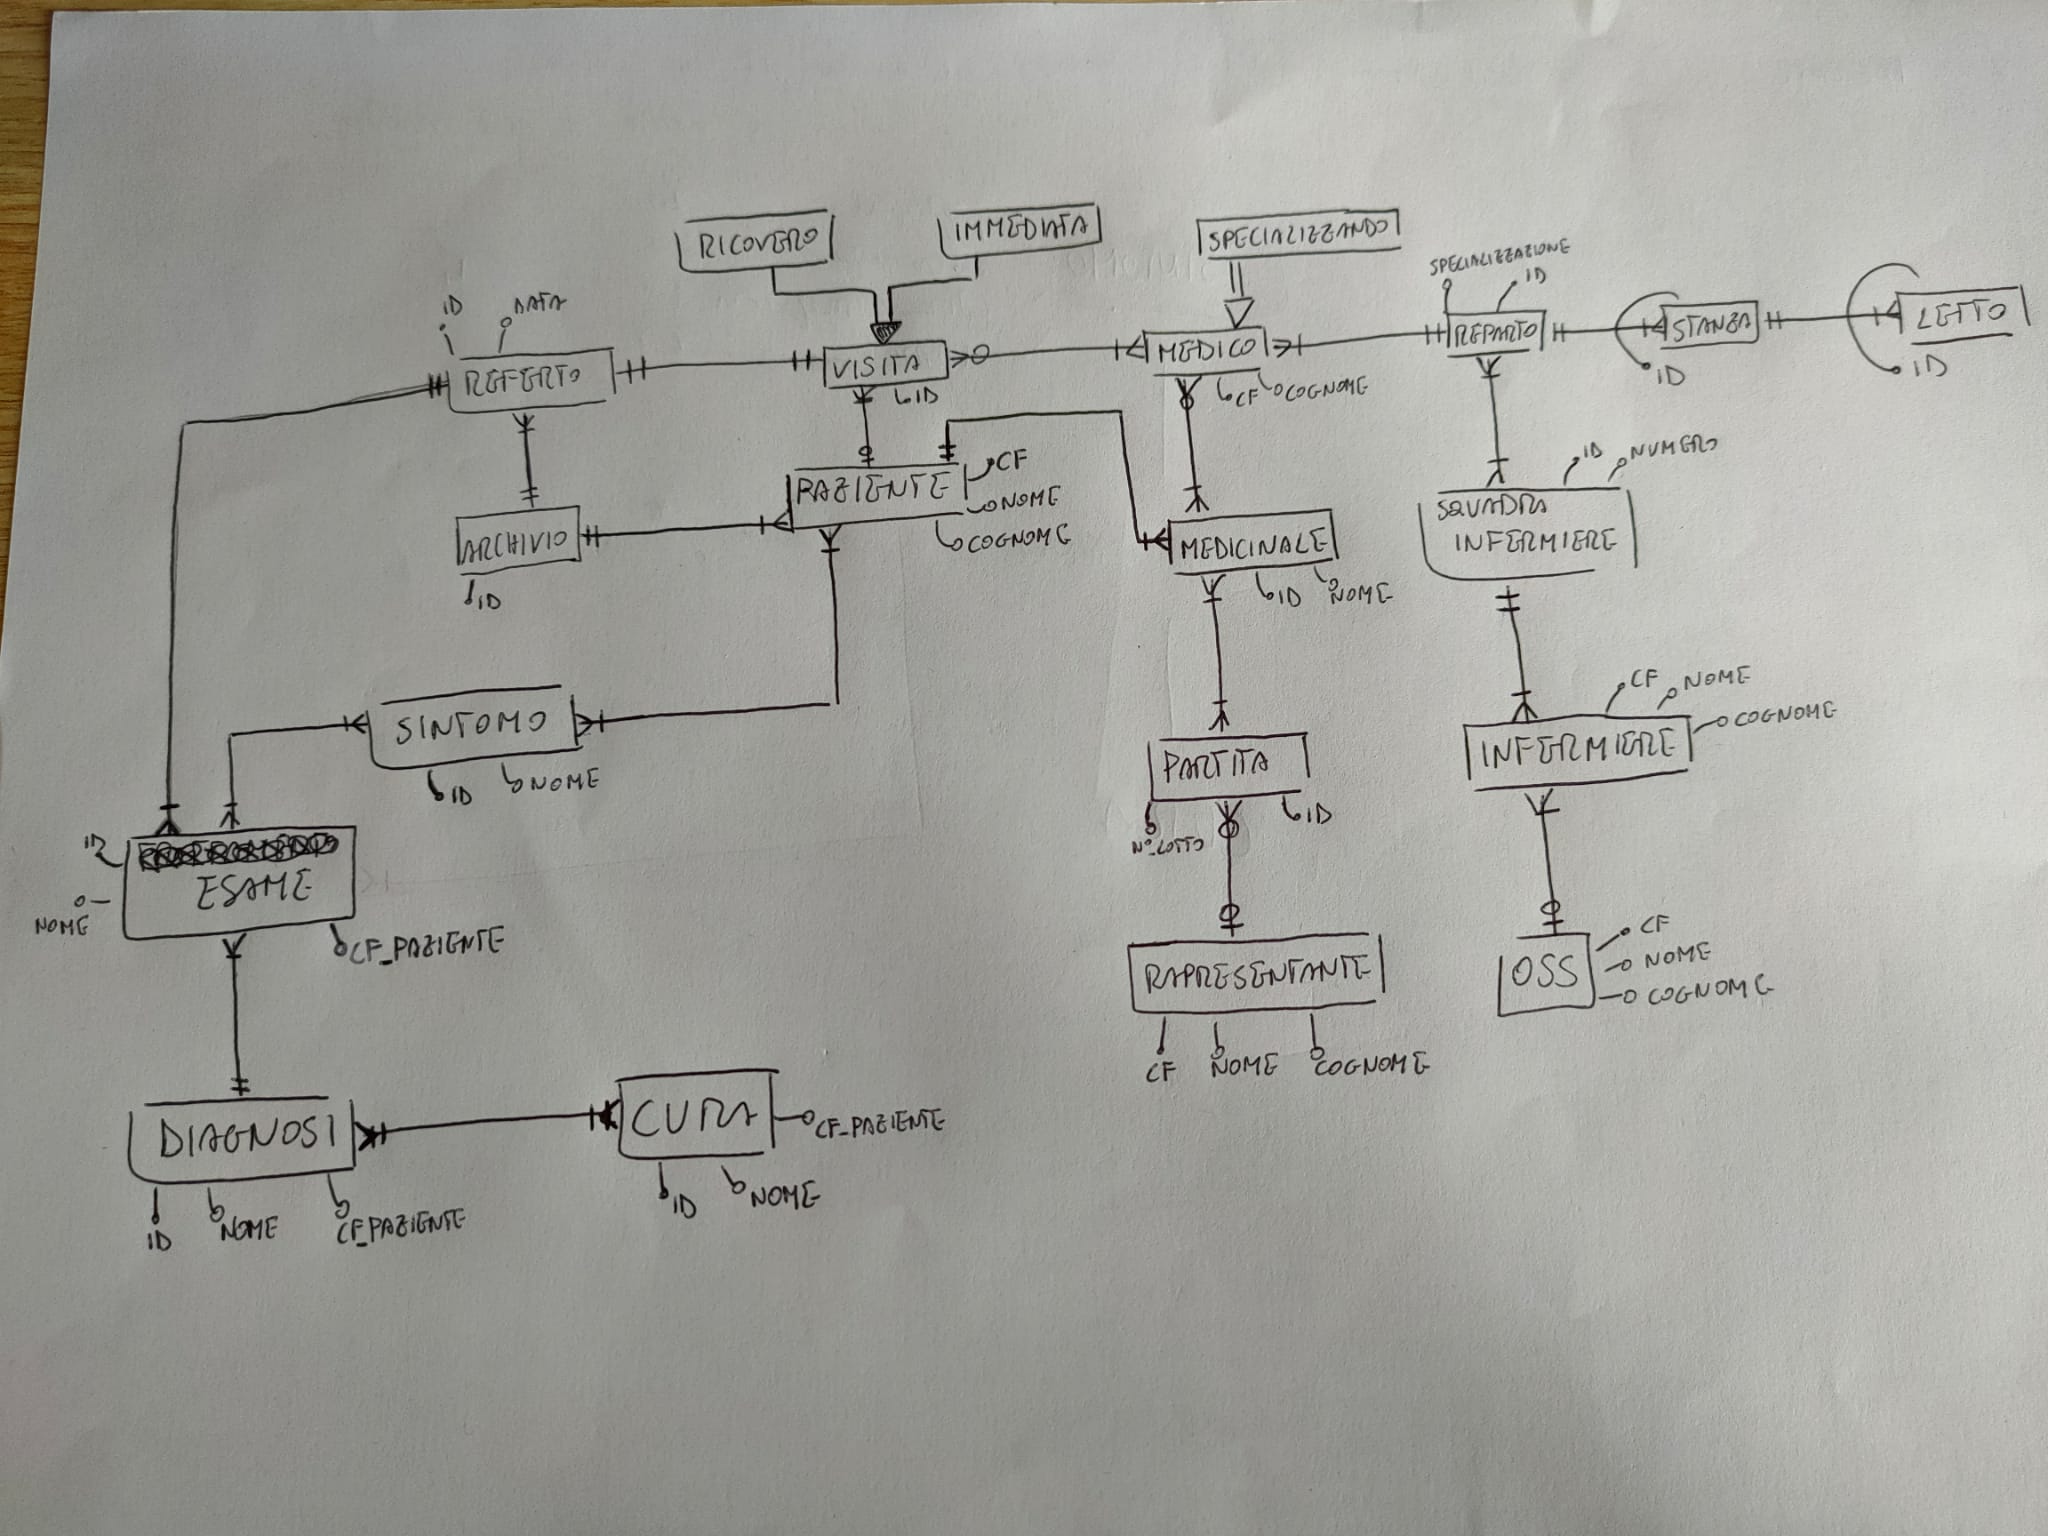 RICOVERO
IMMEDIATA
SPECIALIZZANDO
SPECIALIZZAZIONE
ID
ID
DATA
REFERTO
VISITA
ID
MEDICO
CF
COGNOME
REPARTO
STANZA
ID
LETTO
ID
ARCHIVIO
ID
PAZIENTE
CF
NOME
COGNOME
MEDICINALE
ID
NOME
ID
NUMERO
SQUADRA
INFERMIERE
SINTOMO
ID
NOME
PARTITA
N°_LOTTO
ID
CF
NOME
COGNOME
INFERMIERE
ID
NOME
ESAME
CF_PAZIENTE
RAPRESENTANTE
CF
NOME
COGNOME
OSS
CF
NOME
COGNOME
DIAGNOSI
ID
NOME
CF_PAZIENTE
CURA
CF_PAZIENTE
ID
NOME